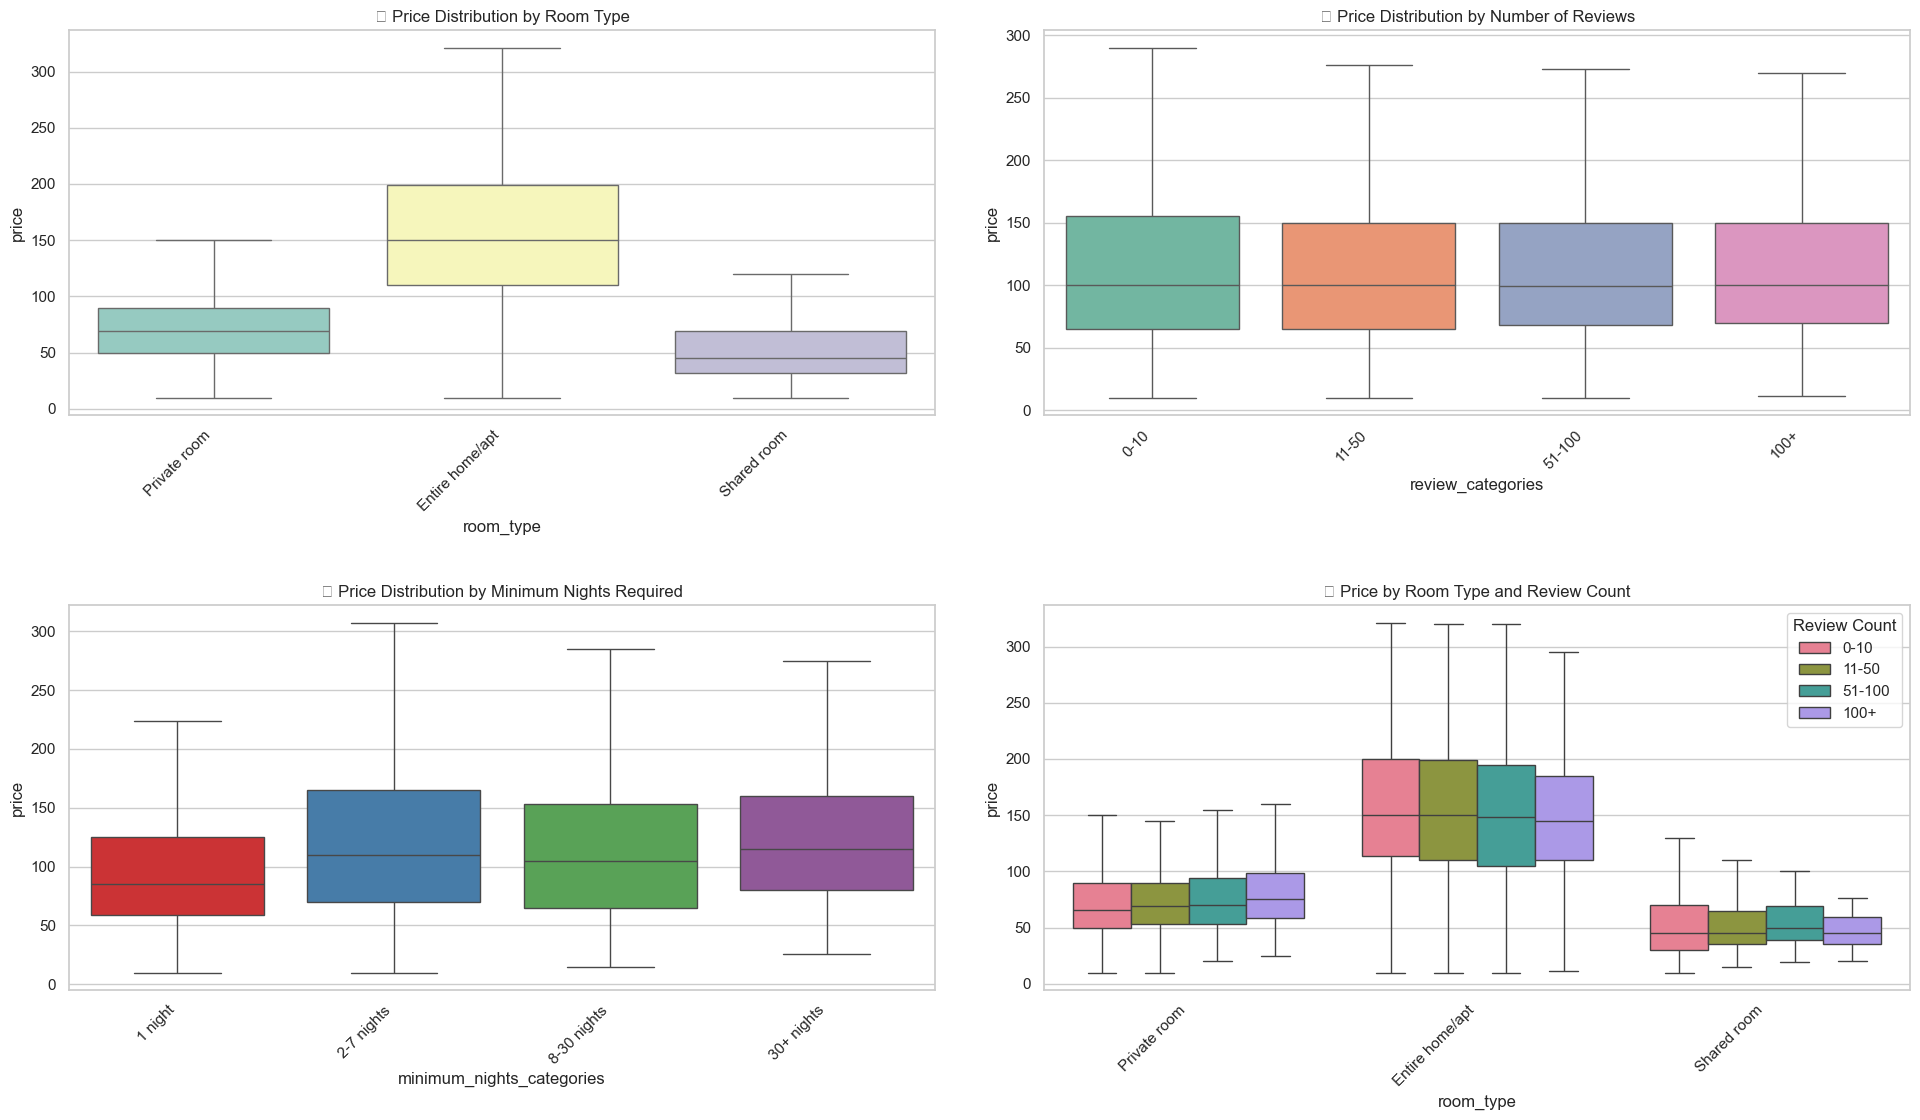 Price Distribution by Room Type
price
300
250
200
150
100
50
0
Private room
Entire home/apt
Shared room
room_type
Price Distribution by Number of Reviews
price
300
250
200
150
100
50
0
0-10
11-50
51-100
100+
review_categories
Price Distribution by Minimum Nights Required
price
300
250
200
150
100
50
0
1 night
2-7 nights
8-30 nights
30+ nights
minimum_nights_categories
Price by Room Type and Review Count
price
300
250
200
150
100
50
0
Review Count
0-10
11-50
51-100
100+
Private room
Entire home/apt
Shared room
room_type